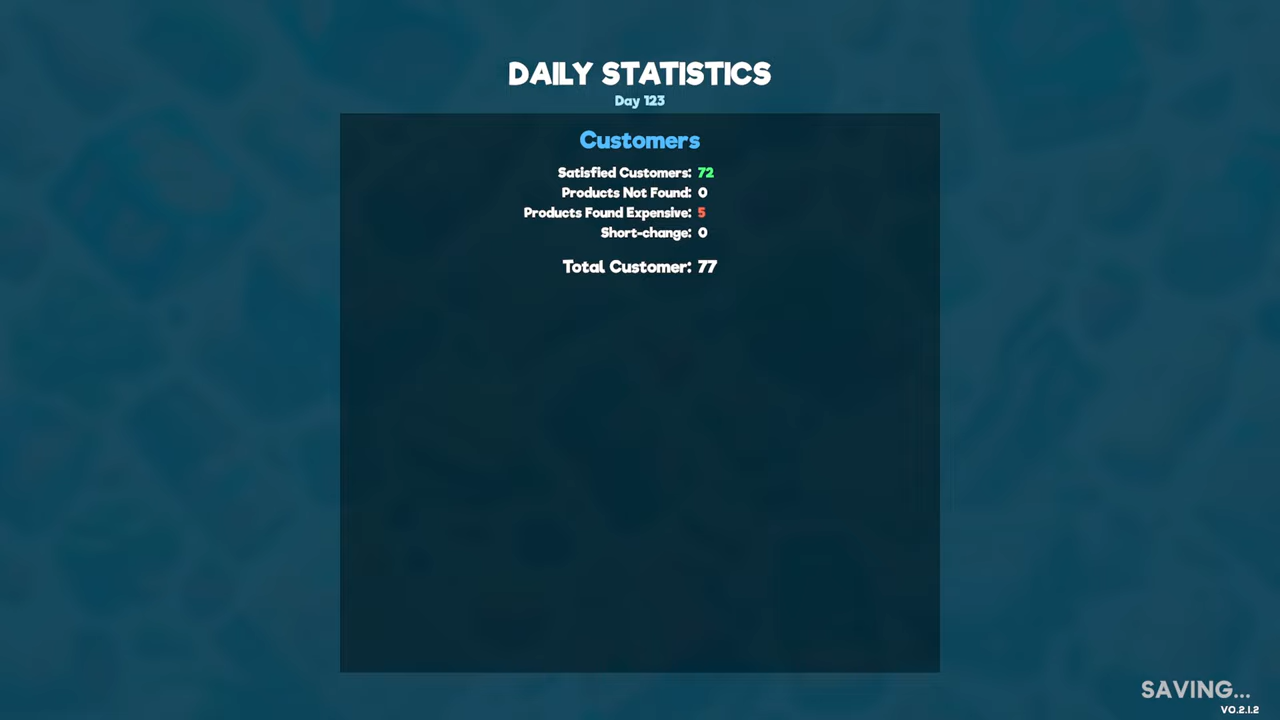 DAILY STATISTICS
Day 123
Customers
Satisfied Customers: 72
Products Not Found: 0
Products Found Expensive: 5
Short-change: 0
Total Customer: 77
SAVING...
V0.2.1.2